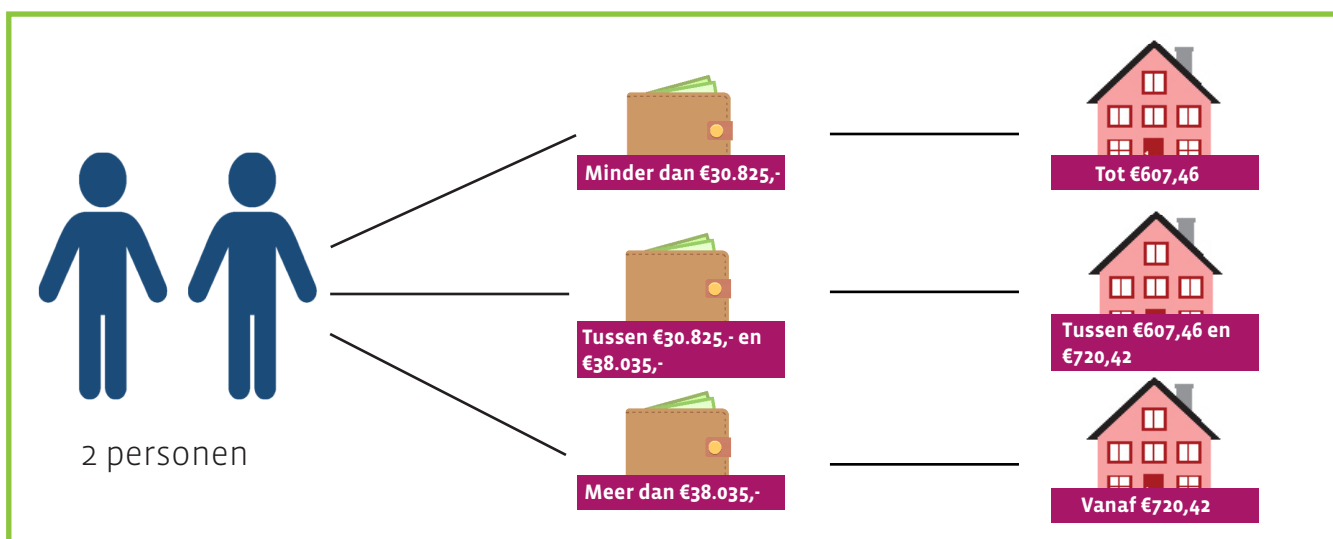 Minder dan €30.825,-
Tot €607,46
Tussen €30.825,- en
€38.035,-
Tussen €607,46 en
€720,42
2 personen
Meer dan €38.035,-
Vanaf €720,42